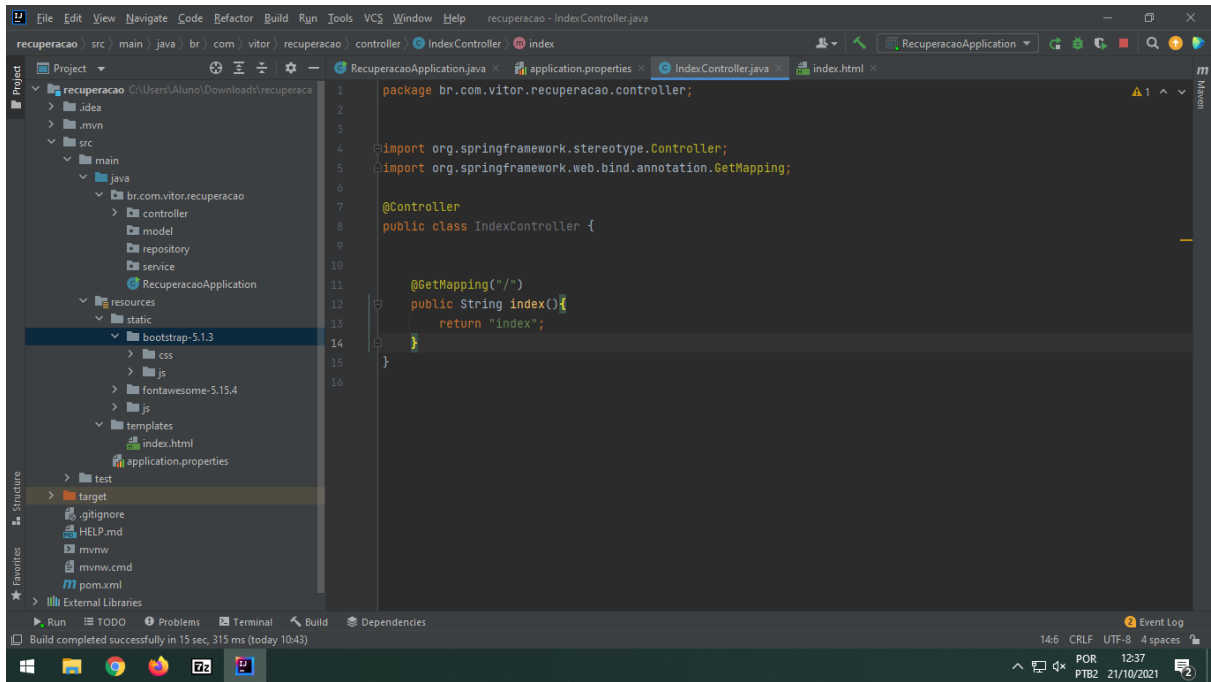 File Edit View Navigate Code Refactor Build Run Tools VCS Window Help recuperacao - IndexController.java
recuperacao src main java br com vitor recuperacao controller IndexController index RecuperacaoApplication
Project
RecuperacaoApplication.java application.properties IndexController.java index.html
Project
Structure
Favorites
Maven
recuperacao C:\Users\Aluno\Downloads\recuperaca
.idea
.mvn
src
main
java
br.com.vitor.recuperacao
controller
model
repository
service
RecuperacaoApplication
resources
static
bootstrap-5.1.3
css
js
fontawesome-5.15.4
js
templates
index.html
application.properties
test
target
.gitignore
HELP.md
mvnw
mvnw.cmd
pom.xml
External Libraries
1 package br.com.vitor.recuperacao.controller;
2
3
4 import org.springframework.stereotype.Controller;
5 import org.springframework.web.bind.annotation.GetMapping;
6
7 @Controller
8 public class IndexController {
9
10
11 @GetMapping("/")
12 public String index(){
13 return "index";
14 }
15 }
16
1
Run TODO Problems Terminal Build Dependencies 2 Event Log
Build completed successfully in 15 sec, 315 ms (today 10:43) 14:6 CRLF UTF-8 4 spaces
7z POR 12:37
PTB2 21/10/2021 2